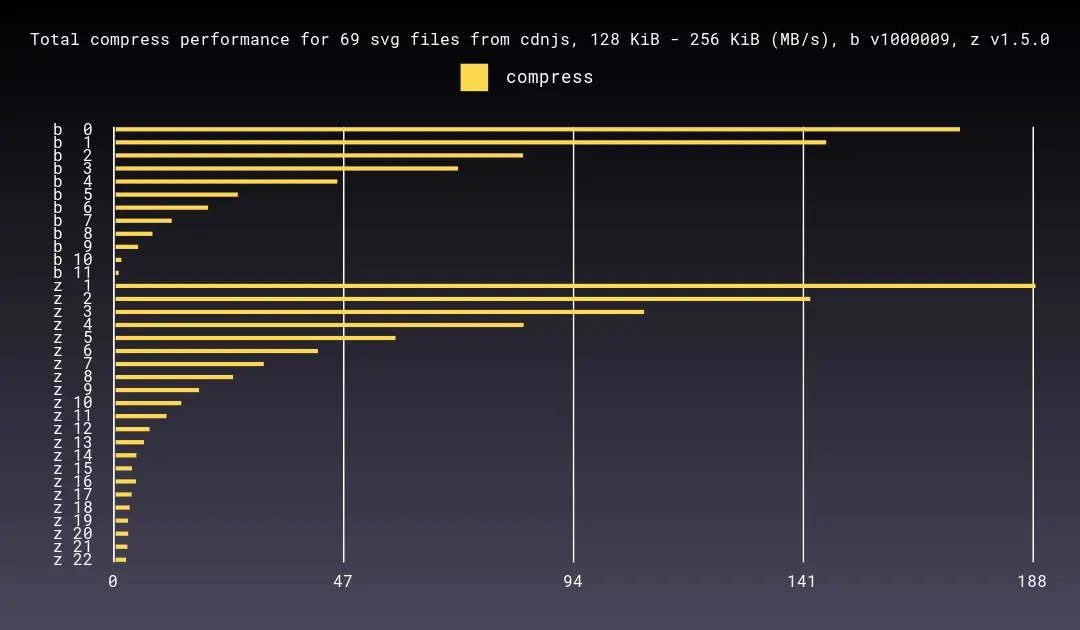 Total compress performance for 69 svg files from cdnjs, 128 KiB - 256 KiB (MB/s), b v1000009, z v1.5.0
compress
b 0
b 1
b 2
b 3
b 4
b 5
b 6
b 7
b 8
b 9
b 10
b 11
z 1
z 2
z 3
z 4
z 5
z 6
z 7
z 8
z 9
z 10
z 11
z 12
z 13
z 14
z 15
z 16
z 17
z 18
z 19
z 20
z 21
z 22
0 47 94 141 188